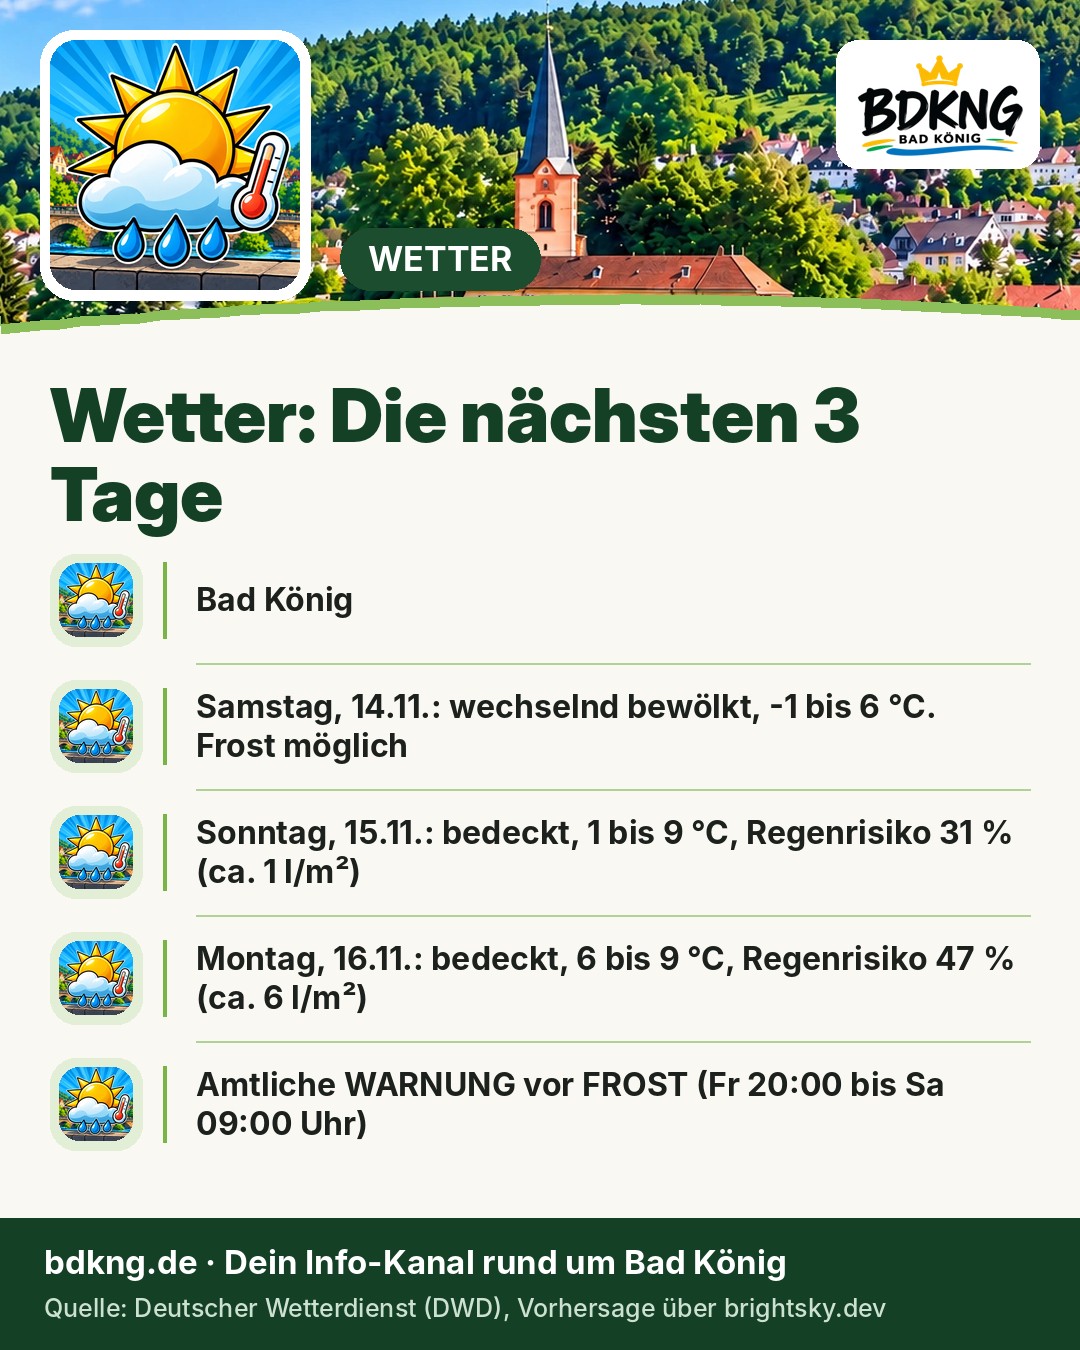 BDKNG
BAD KÖNIG
WETTER
Wetter: Die nächsten 3
Tage
Bad König
Samstag, 14.11.: wechselnd bewölkt, -1 bis 6 °C.
Frost möglich
Sonntag, 15.11.: bedeckt, 1 bis 9 °C, Regenrisiko 31 %
(ca. 1 l/m²)
Montag, 16.11.: bedeckt, 6 bis 9 °C, Regenrisiko 47 %
(ca. 6 l/m²)
Amtliche WARNUNG vor FROST (Fr 20:00 bis Sa
09:00 Uhr)
bdkng.de · Dein Info-Kanal rund um Bad König
Quelle: Deutscher Wetterdienst (DWD), Vorhersage über brightsky.dev